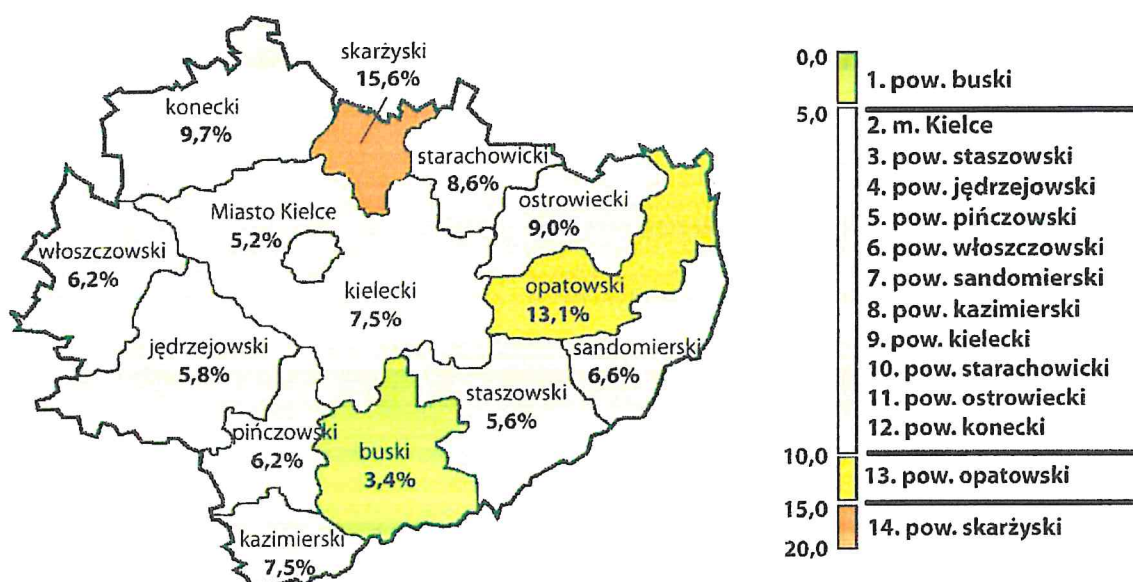 skarżyski
15,6%
konecki
9,7%
starachowicki
8,6%
ostrowiecki
9,0%
Miasto Kielce
5,2%
włoszczowski
6,2%
kielecki
7,5%
opatowski
13,1%
jędrzejowski
5,8%
sandomierski
6,6%
staszowski
5,6%
pińczowski
6,2%
buski
3,4%
kazimierski
7,5%
0,0
1. pow. buski
5,0
2. m. Kielce
3. pow. staszowski
4. pow. jędrzejowski
5. pow. pińczowski
6. pow. włoszczowski
7. pow. sandomierski
8. pow. kazimierski
9. pow. kielecki
10. pow. starachowicki
11. pow. ostrowiecki
12. pow. konecki
10,0
13. pow. opatowski
15,0
14. pow. skarżyski
20,0